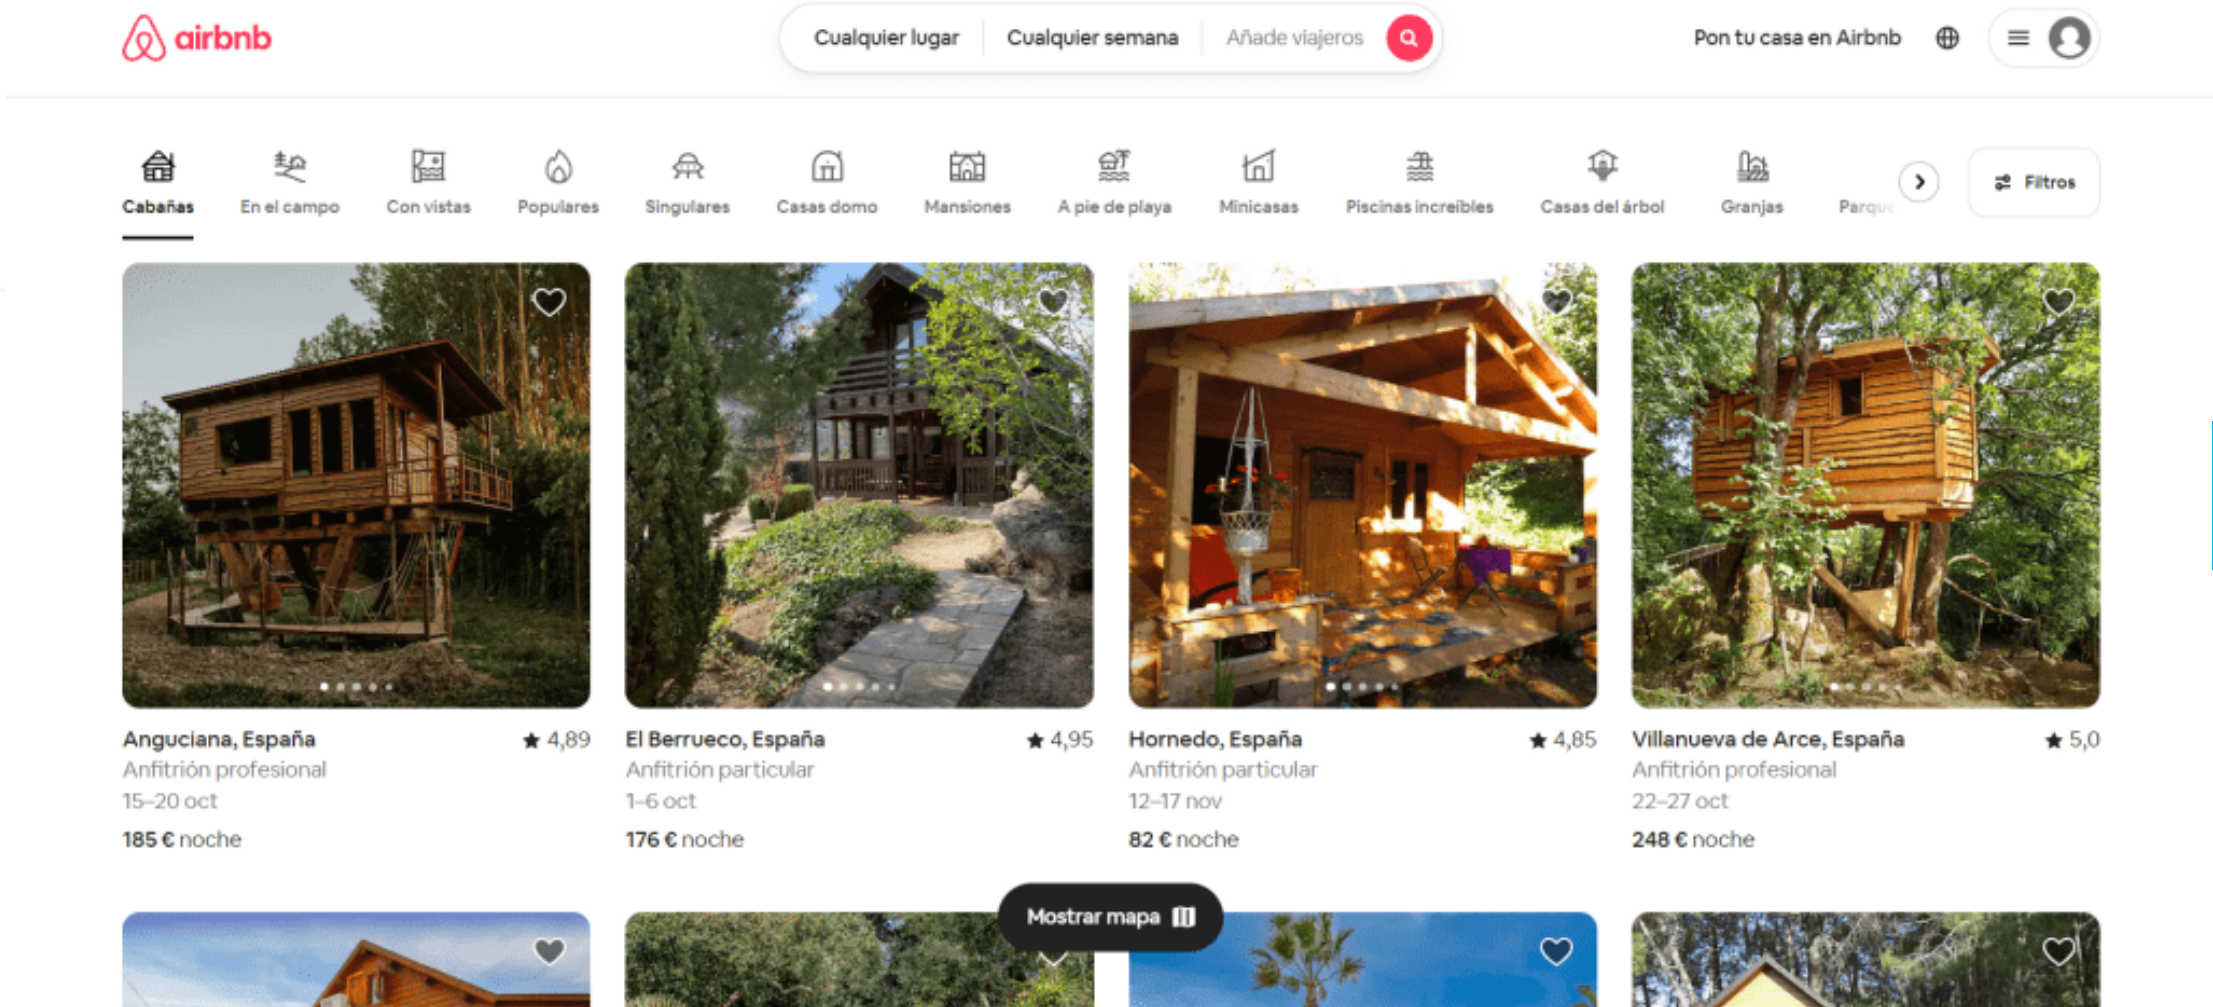 airbnb
Cualquier lugar
Cualquier semana
Añade viajeros
Pon tu casa en Airbnb
Cabañas
En el campo
Con vistas
Populares
Singulares
Casas domo
Mansiones
A pie de playa
Minicasas
Piscinas increíbles
Casas del árbol
Granjas
Parque
Filtros
Anguciana, España
4,89
Anfitrión profesional
15–20 oct
185 € noche
El Berrueco, España
4,95
Anfitrión particular
1–6 oct
176 € noche
Hornedo, España
4,85
Anfitrión particular
12–17 nov
82 € noche
Villanueva de Arce, España
5,0
Anfitrión profesional
22–27 oct
248 € noche
Mostrar mapa